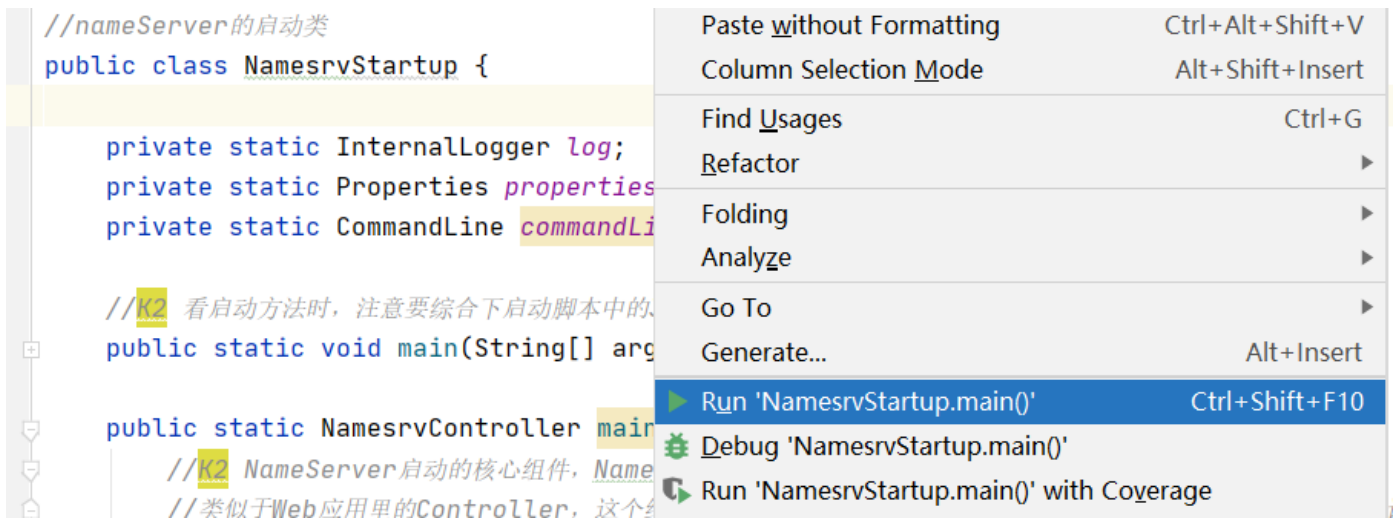 //nameServer的启动类
public class NamesrvStartup {
private static InternalLogger log;
private static Properties properties
private static CommandLine commandLi
//K2 看启动方法时，注意要综合下启动脚本中的
public static void main(String[] arg
public static NamesrvController main
//K2 NameServer启动的核心组件，Name
//类似于Web应用里的Controller，这个
Paste without Formatting Ctrl+Alt+Shift+V
Column Selection Mode Alt+Shift+Insert
Find Usages Ctrl+G
Refactor
Folding
Analyze
Go To
Generate... Alt+Insert
Run 'NamesrvStartup.main()' Ctrl+Shift+F10
Debug 'NamesrvStartup.main()'
Run 'NamesrvStartup.main()' with Coverage